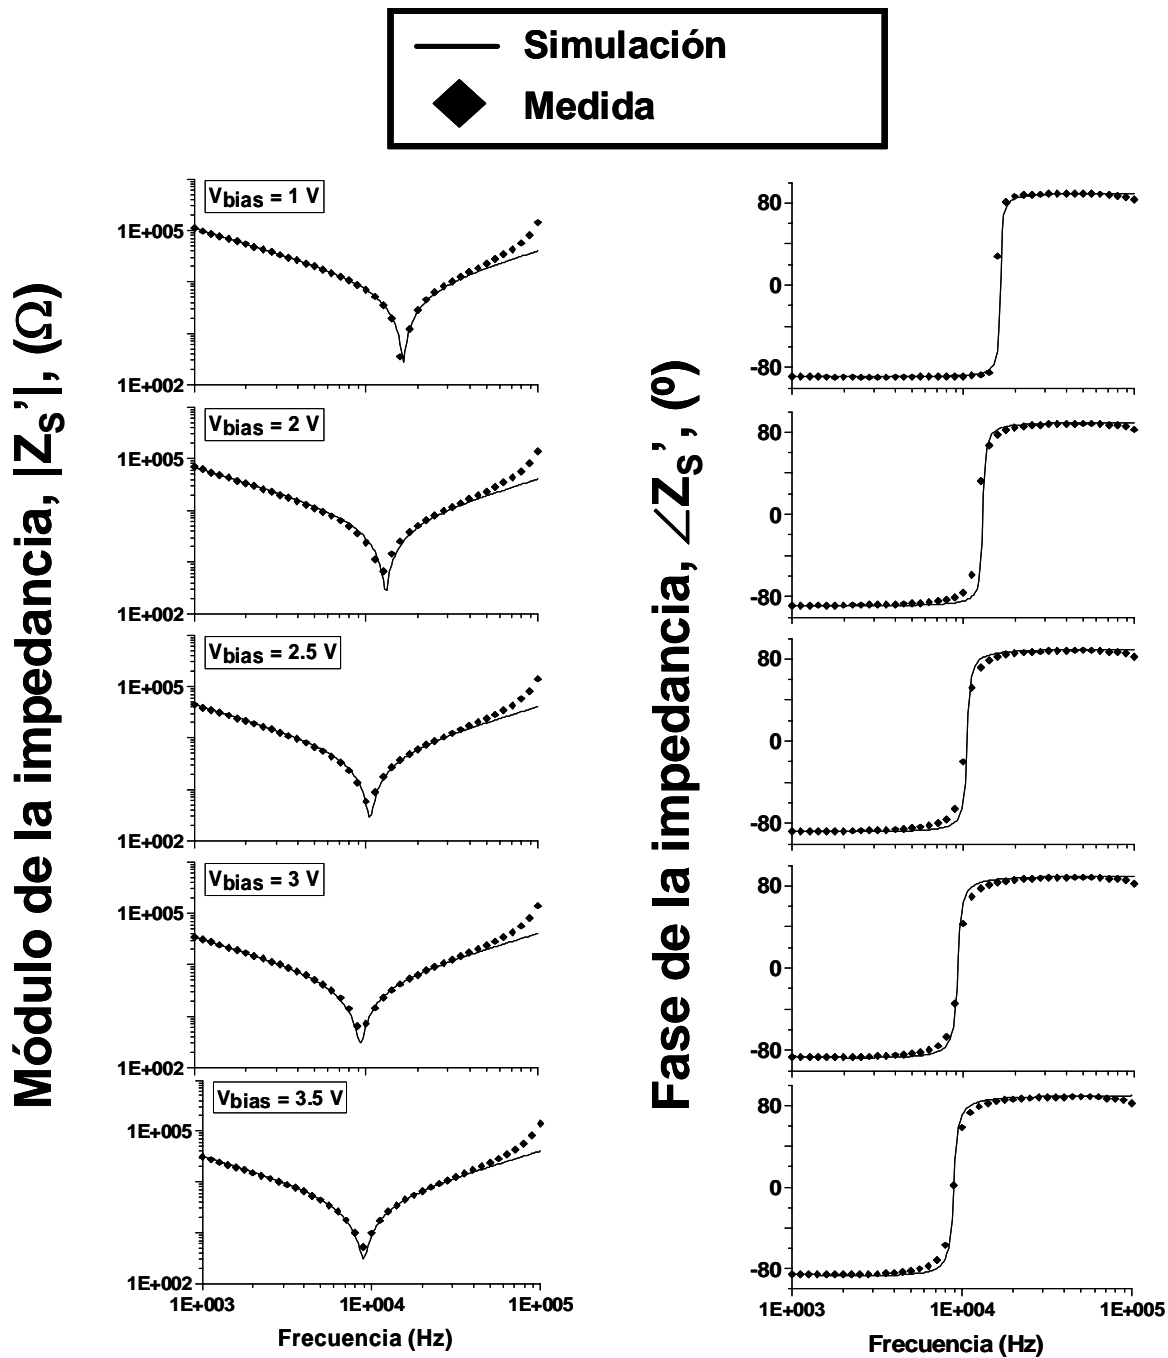 Simulación
Medida
Módulo de la impedancia, |Zs’|, (Ω)
Vbias = 1 V
1E+005
1E+002
Vbias = 2 V
1E+005
1E+002
Vbias = 2.5 V
1E+005
1E+002
Vbias = 3 V
1E+005
1E+002
Vbias = 3.5 V
1E+005
1E+002
1E+003 1E+004 1E+005
Frecuencia (Hz)
Fase de la impedancia, ∠Zs’, (º)
80
0
-80
80
0
-80
80
0
-80
80
0
-80
80
0
-80
1E+003 1E+004 1E+005
Frecuencia (Hz)